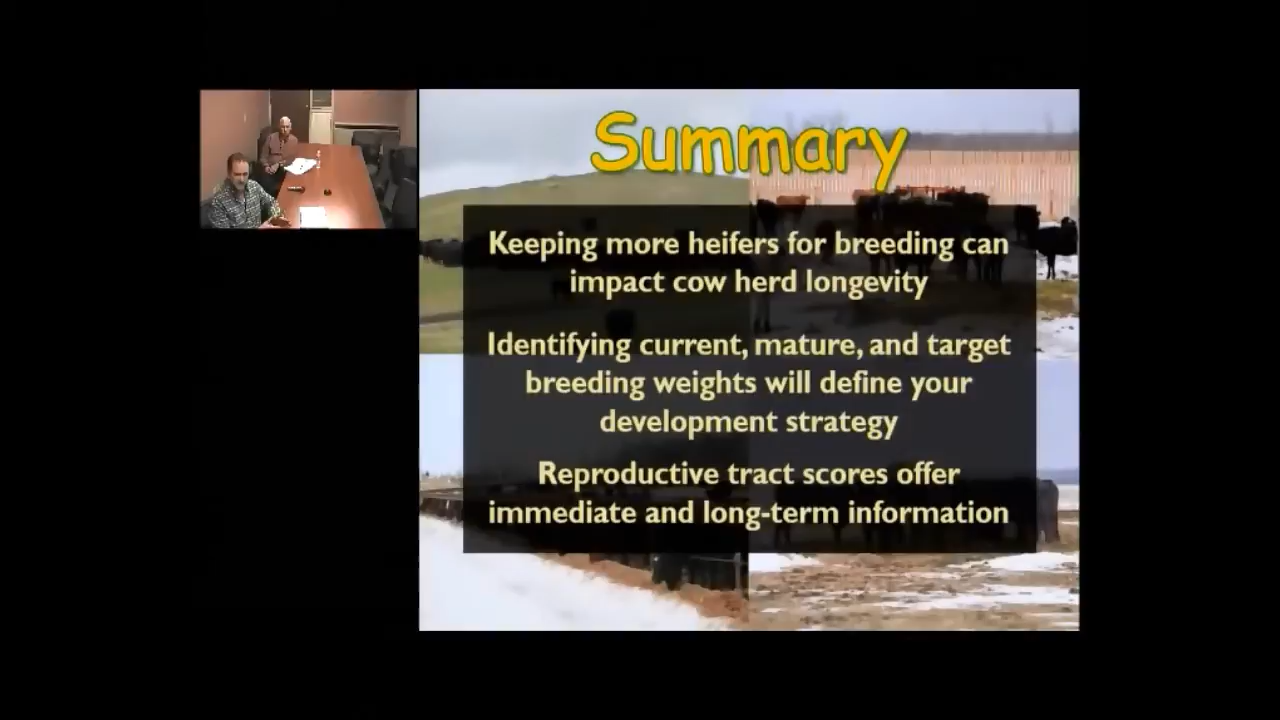 Summary
Keeping more heifers for breeding can
impact cow herd longevity
Identifying current, mature, and target
breeding weights will define your
development strategy
Reproductive tract scores offer
immediate and long-term information